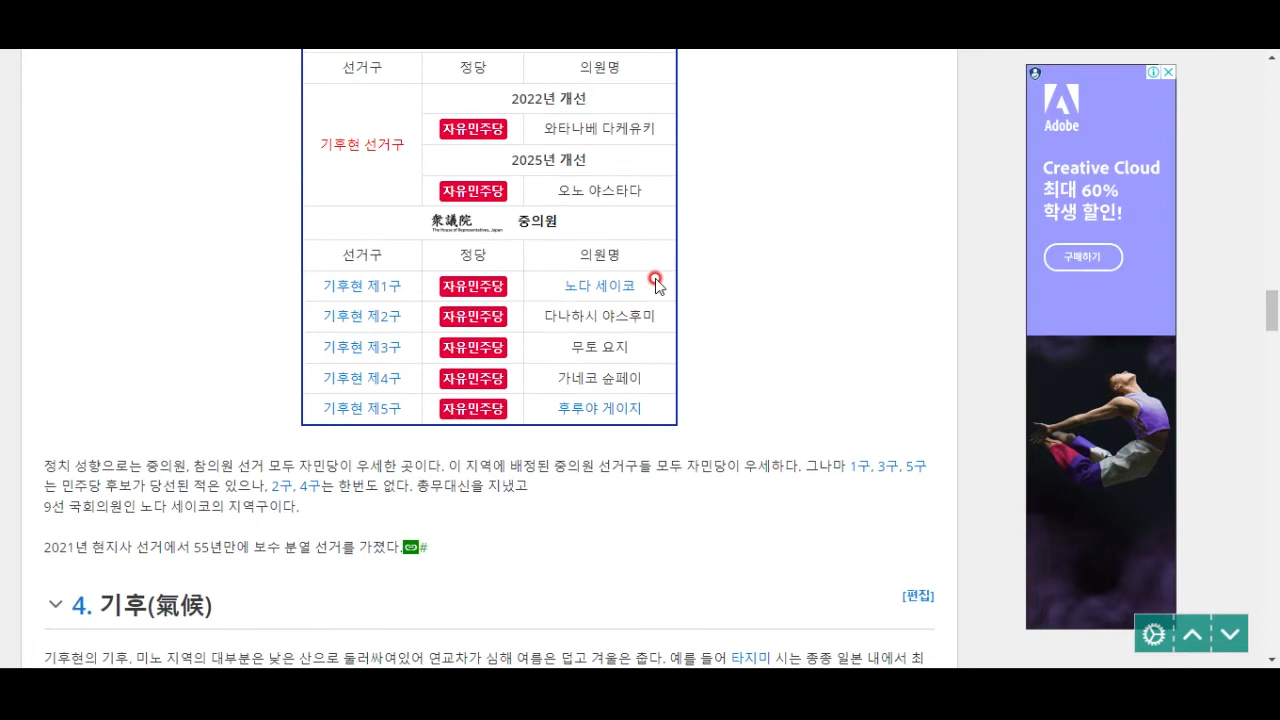 선거구 정당 의원명
2022년 개선
기후현 선거구 자유민주당 와타나베 다케유키
2025년 개선
자유민주당 오노 야스타다
衆議院 중의원
The House of Representatives, Japan
선거구 정당 의원명
기후현 제1구 자유민주당 노다 세이코
기후현 제2구 자유민주당 다나하시 야스후미
기후현 제3구 자유민주당 무토 요지
기후현 제4구 자유민주당 가네코 슌페이
기후현 제5구 자유민주당 후루야 게이지
정치 성향으로는 중의원, 참의원 선거 모두 자민당이 우세한 곳이다. 이 지역에 배정된 중의원 선거구들 모두 자민당이 우세하다. 그나마 1구, 3구, 5구
는 민주당 후보가 당선된 적은 있으나, 2구, 4구는 한번도 없다. 총무대신을 지냈고
9선 국회의원인 노다 세이코의 지역구이다.
2021년 현지사 선거에서 55년만에 보수 분열 선거를 가졌다.#
4. 기후(氣候) [편집]
기후현의 기후. 미노 지역의 대부분은 낮은 산으로 둘러싸여있어 연교차가 심해 여름은 덥고 겨울은 춥다. 예를 들어 타지미 시는 종종 일본 내에서 최
Adobe
Creative Cloud
최대 60%
학생 할인!
구매하기